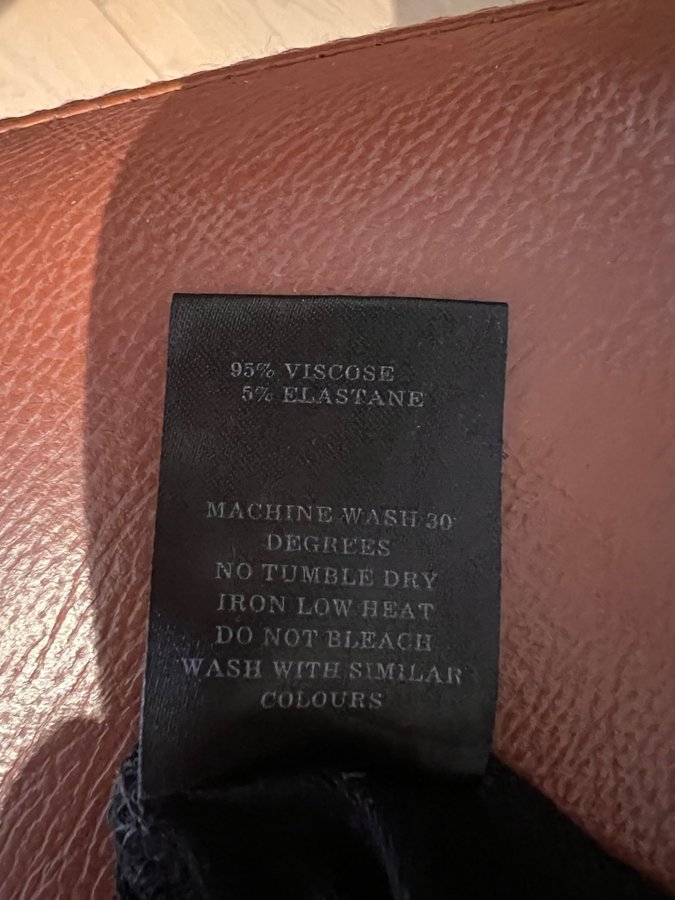 95% VISCOSE
5% ELASTANE
MACHINE WASH 30
DEGREES
NO TUMBLE DRY
IRON LOW HEAT
DO NOT BLEACH
WASH WITH SIMILAR
COLOURS